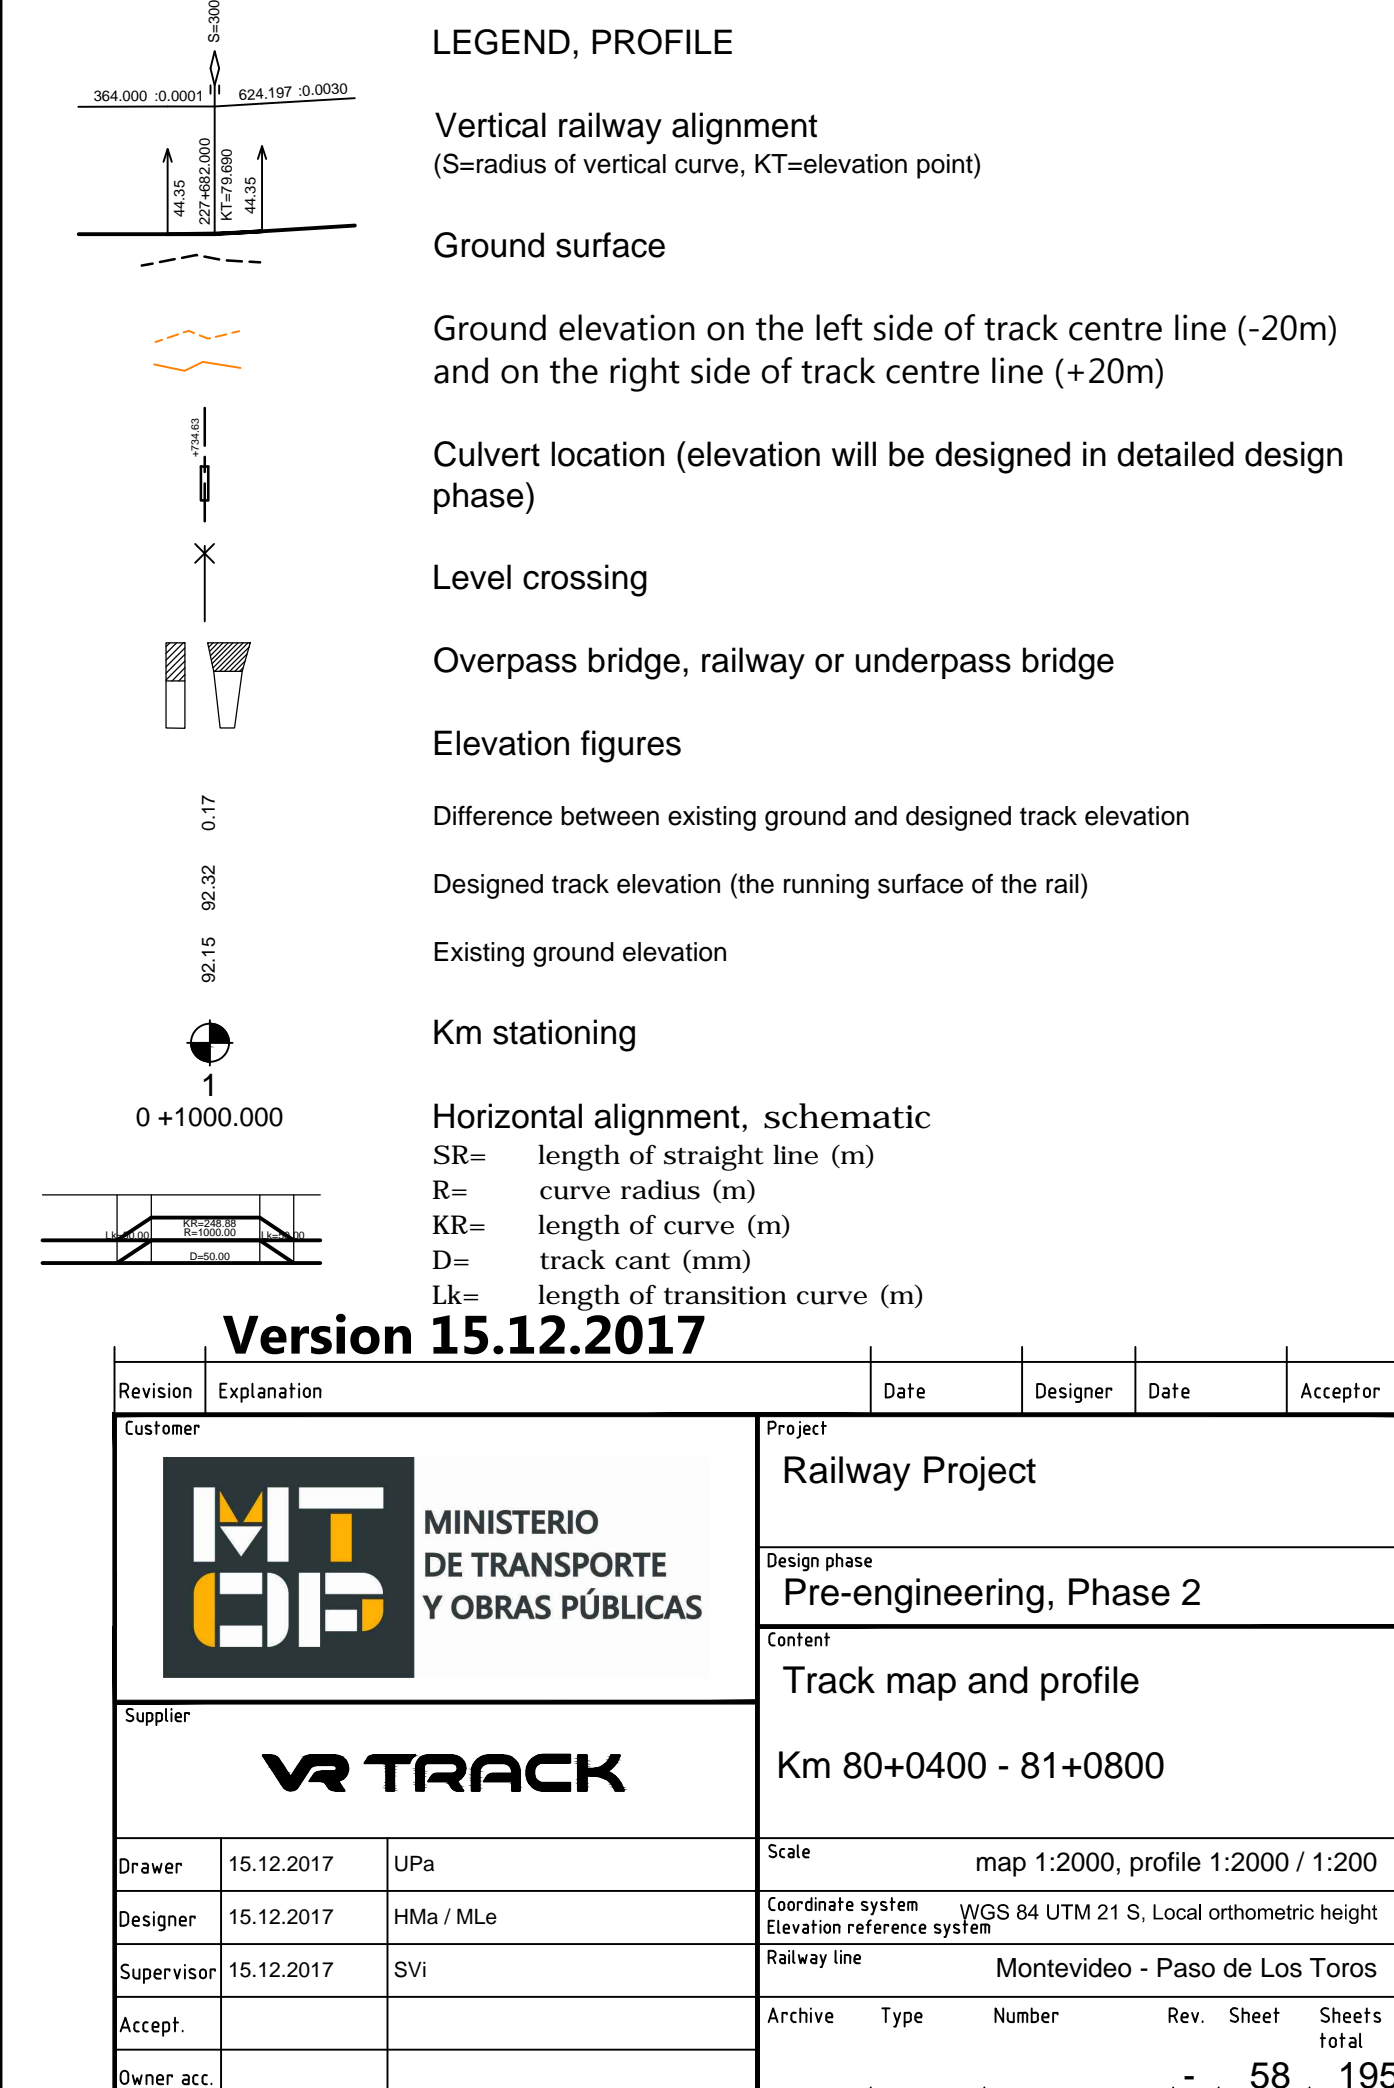 S=300
LEGEND, PROFILE
364.000 :0.0001
624.197 :0.0030
Vertical railway alignment
(S=radius of vertical curve, KT=elevation point)
44.35
227+682.000
KT=79.690
44.35
Ground surface
Ground elevation on the left side of track centre line (-20m)
and on the right side of track centre line (+20m)
+734.63
Culvert location (elevation will be designed in detailed design
phase)
Level crossing
Overpass bridge, railway or underpass bridge
Elevation figures
0.17
Difference between existing ground and designed track elevation
92.32
Designed track elevation (the running surface of the rail)
92.15
Existing ground elevation
Km stationing
1
0 +1000.000
Horizontal alignment, schematic
SR= length of straight line (m)
R= curve radius (m)
KR= length of curve (m)
D= track cant (mm)
Lk= length of transition curve (m)
KR=248.88
R=1000.00
D=50.00
Version 15.12.2017
Revision Explanation Date Designer Date Acceptor
Customer
MTOP
MINISTERIO
DE TRANSPORTE
Y OBRAS PÚBLICAS
Project
Railway Project
Design phase
Pre-engineering, Phase 2
Content
Track map and profile
Km 80+0400 - 81+0800
Supplier
VR TRACK
Drawer 15.12.2017 UPa
Designer 15.12.2017 HMa / MLe
Supervisor 15.12.2017 SVi
Accept.
Owner acc.
Scale map 1:2000, profile 1:2000 / 1:200
Coordinate system
Elevation reference system
WGS 84 UTM 21 S, Local orthometric height
Railway line Montevideo - Paso de Los Toros
Archive Type Number Rev. Sheet Sheets
total
- 58 195